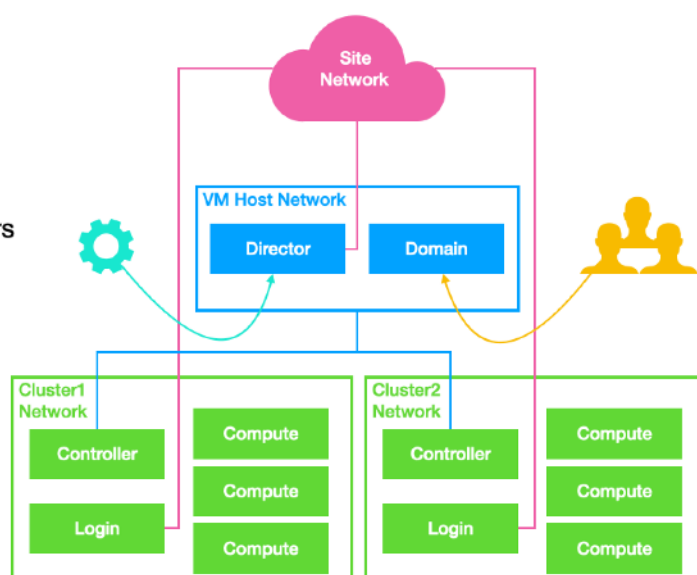 Site
Network
VM Host Network
Director
Domain
Cluster1
Network
Controller
Login
Compute
Compute
Compute
Cluster2
Network
Controller
Login
Compute
Compute
Compute